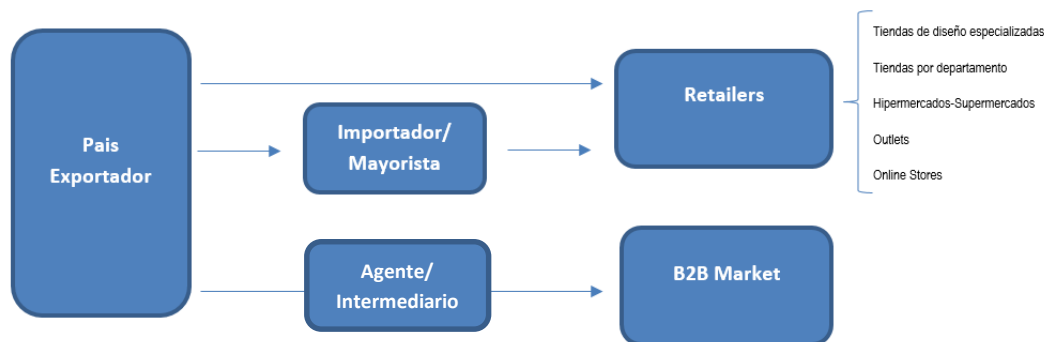 Pais
Exportador
Importador/
Mayorista
Agente/
Intermediario
Retailers
B2B Market
Tiendas de diseño especializadas
Tiendas por departamento
Hipermercados-Supermercados
Outlets
Online Stores